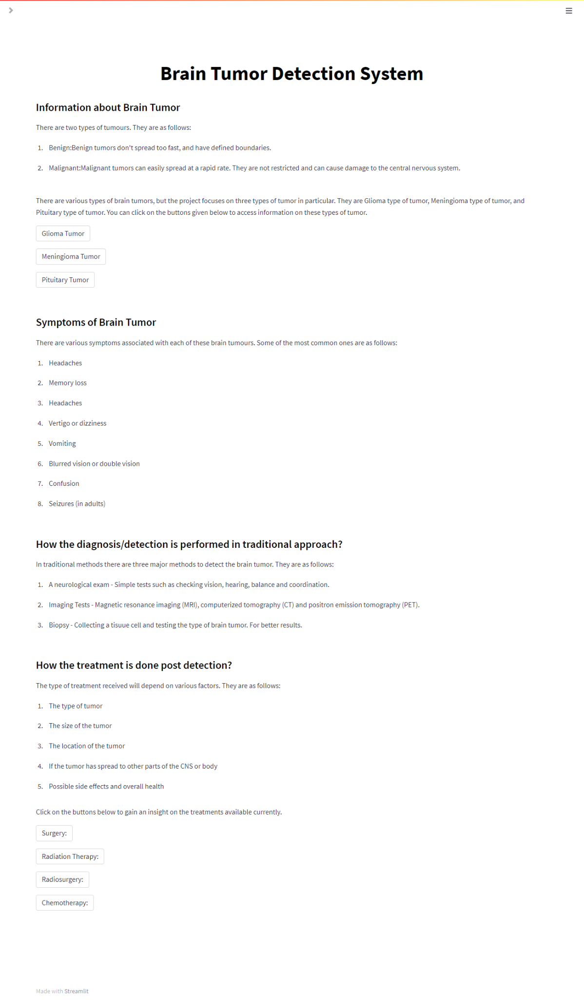 Brain Tumor Detection System
Information about Brain Tumor
There are two types of tumours. They are as follows:
1. Benign:Benign tumors don't spread too fast, and have defined boundaries.
2. Malignant:Malignant tumors can easily spread at a rapid rate. They are not restricted and can cause damage to the central nervous system.
There are various types of brain tumors, but the project focuses on three types of tumor in particular. They are Glioma type of tumor, Meningioma type of tumor, and
Pituitary type of tumor. You can click on the buttons given below to access information on these types of tumor.
Glioma Tumor
Meningioma Tumor
Pituitary Tumor
Symptoms of Brain Tumor
There are various symptoms associated with each of these brain tumours. Some of the most common ones are as follows:
1. Headaches
2. Memory loss
3. Headaches
4. Vertigo or dizziness
5. Vomiting
6. Blurred vision or double vision
7. Confusion
8. Seizures (in adults)
How the diagnosis/detection is performed in traditional approach?
In traditional methods there are three major methods to detect the brain tumor. They are as follows:
1. A neurological exam - Simple tests such as checking vision, hearing, balance and coordination.
2. Imaging Tests - Magnetic resonance imaging (MRI), computerized tomography (CT) and positron emission tomography (PET).
3. Biopsy - Collecting a tisuue cell and testing the type of brain tumor. For better results.
How the treatment is done post detection?
The type of treatment received will depend on various factors. They are as follows:
1. The type of tumor
2. The size of the tumor
3. The location of the tumor
4. If the tumor has spread to other parts of the CNS or body
5. Possible side effects and overall health
Click on the buttons below to gain an insight on the treatments available currently.
Surgery:
Radiation Therapy:
Radiosurgery:
Chemotherapy:
Made with Streamlit